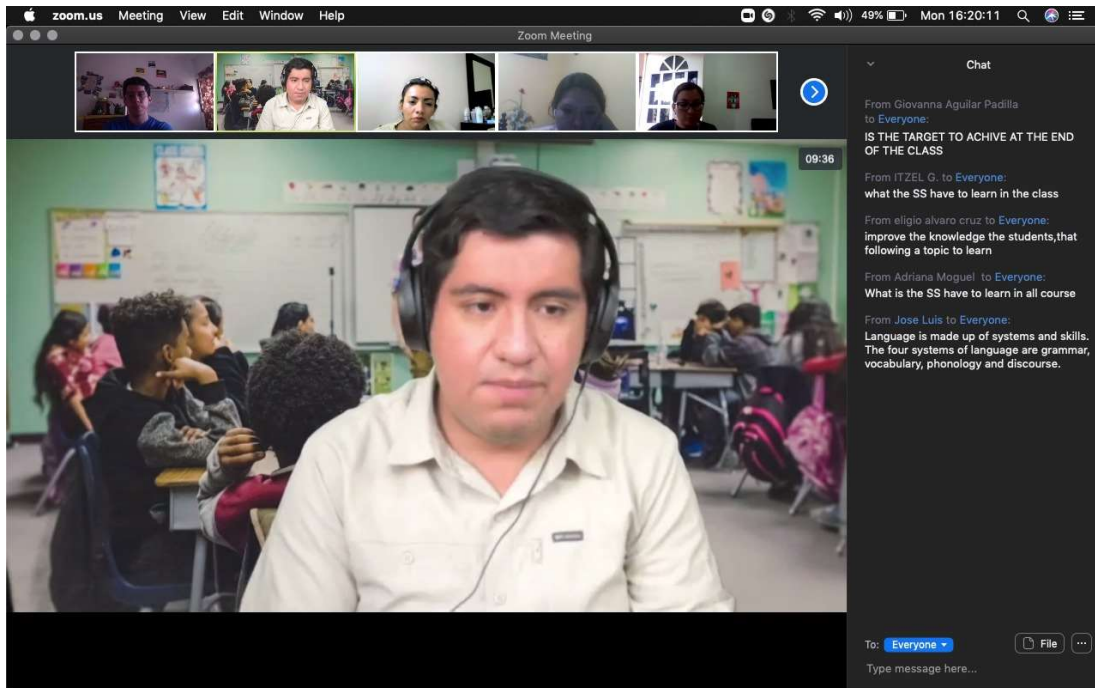 zoom.us Meeting View Edit Window Help
49% Mon 16:20:11
Zoom Meeting
09:36
Chat
From Giovanna Aguilar Padilla
to Everyone:
IS THE TARGET TO ACHIVE AT THE END
OF THE CLASS
From ITZEL G. to Everyone:
what the SS have to learn in the class
From eligio alvaro cruz to Everyone:
improve the knowledge the students,that
following a topic to learn
From Adriana Moguel to Everyone:
What is the SS have to learn in all course
From Jose Luis to Everyone:
Language is made up of systems and skills.
The four systems of language are grammar,
vocabulary, phonology and discourse.
To: Everyone
File
Type message here...